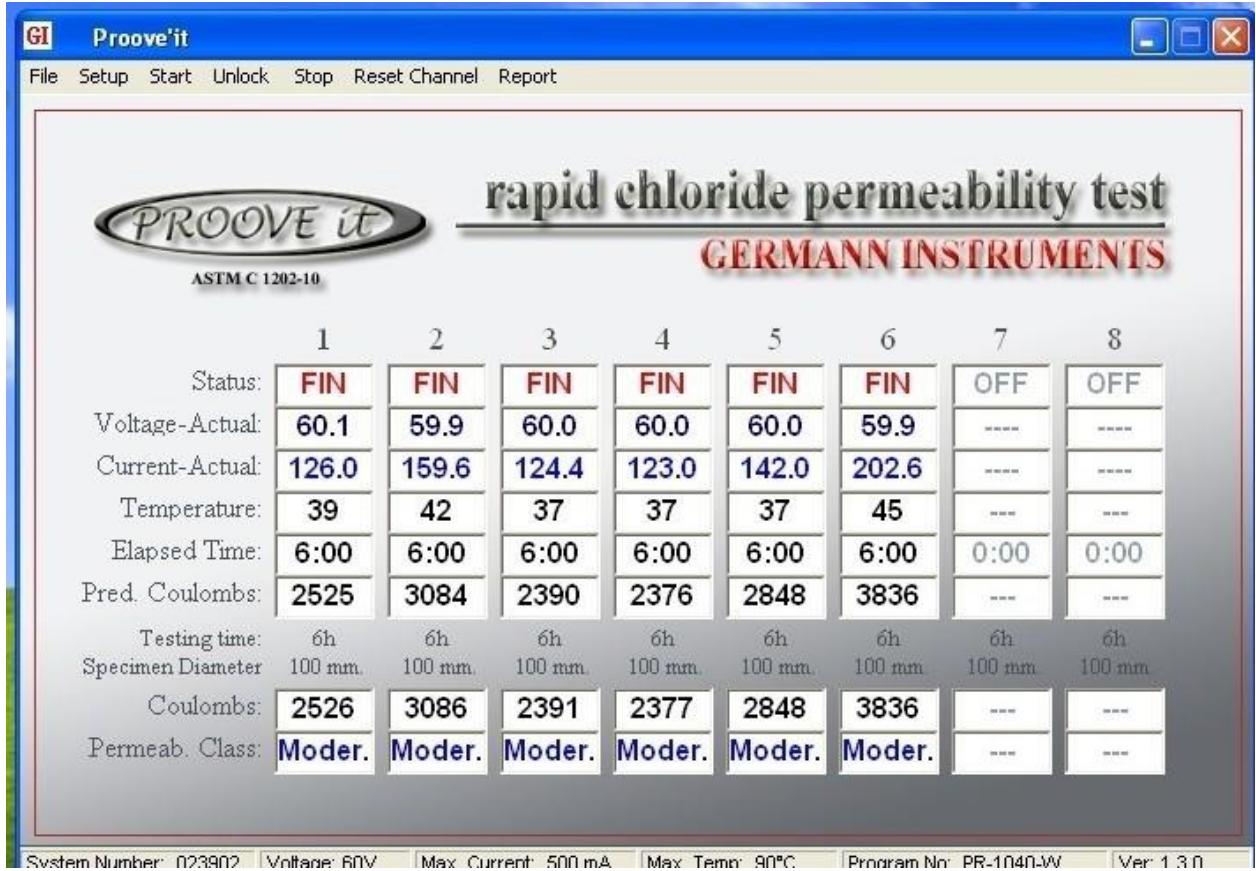 GI Proove'it
File Setup Start Unlock Stop Reset Channel Report
PROOVE it
ASTM C 1202-10
rapid chloride permeability test
GERMANN INSTRUMENTS
1 2 3 4 5 6 7 8
Status: FIN FIN FIN FIN FIN FIN OFF OFF
Voltage-Actual: 60.1 59.9 60.0 60.0 60.0 59.9 ---- ----
Current-Actual: 126.0 159.6 124.4 123.0 142.0 202.6 ---- ----
Temperature: 39 42 37 37 37 45 --- ---
Elapsed Time: 6:00 6:00 6:00 6:00 6:00 6:00 0:00 0:00
Pred. Coulombs: 2525 3084 2390 2376 2848 3836 --- ---
Testing time: 6h 6h 6h 6h 6h 6h 6h 6h
Specimen Diameter 100 mm. 100 mm. 100 mm. 100 mm. 100 mm. 100 mm. 100 mm. 100 mm.
Coulombs: 2526 3086 2391 2377 2848 3836 --- ---
Permeab. Class: Moder. Moder. Moder. Moder. Moder. Moder. --- ---
System Number: 023902 Voltage: 60V Max. Current: 500 mA Max. Temp: 90°C Program No: PR-1040-W Ver: 1.3.0